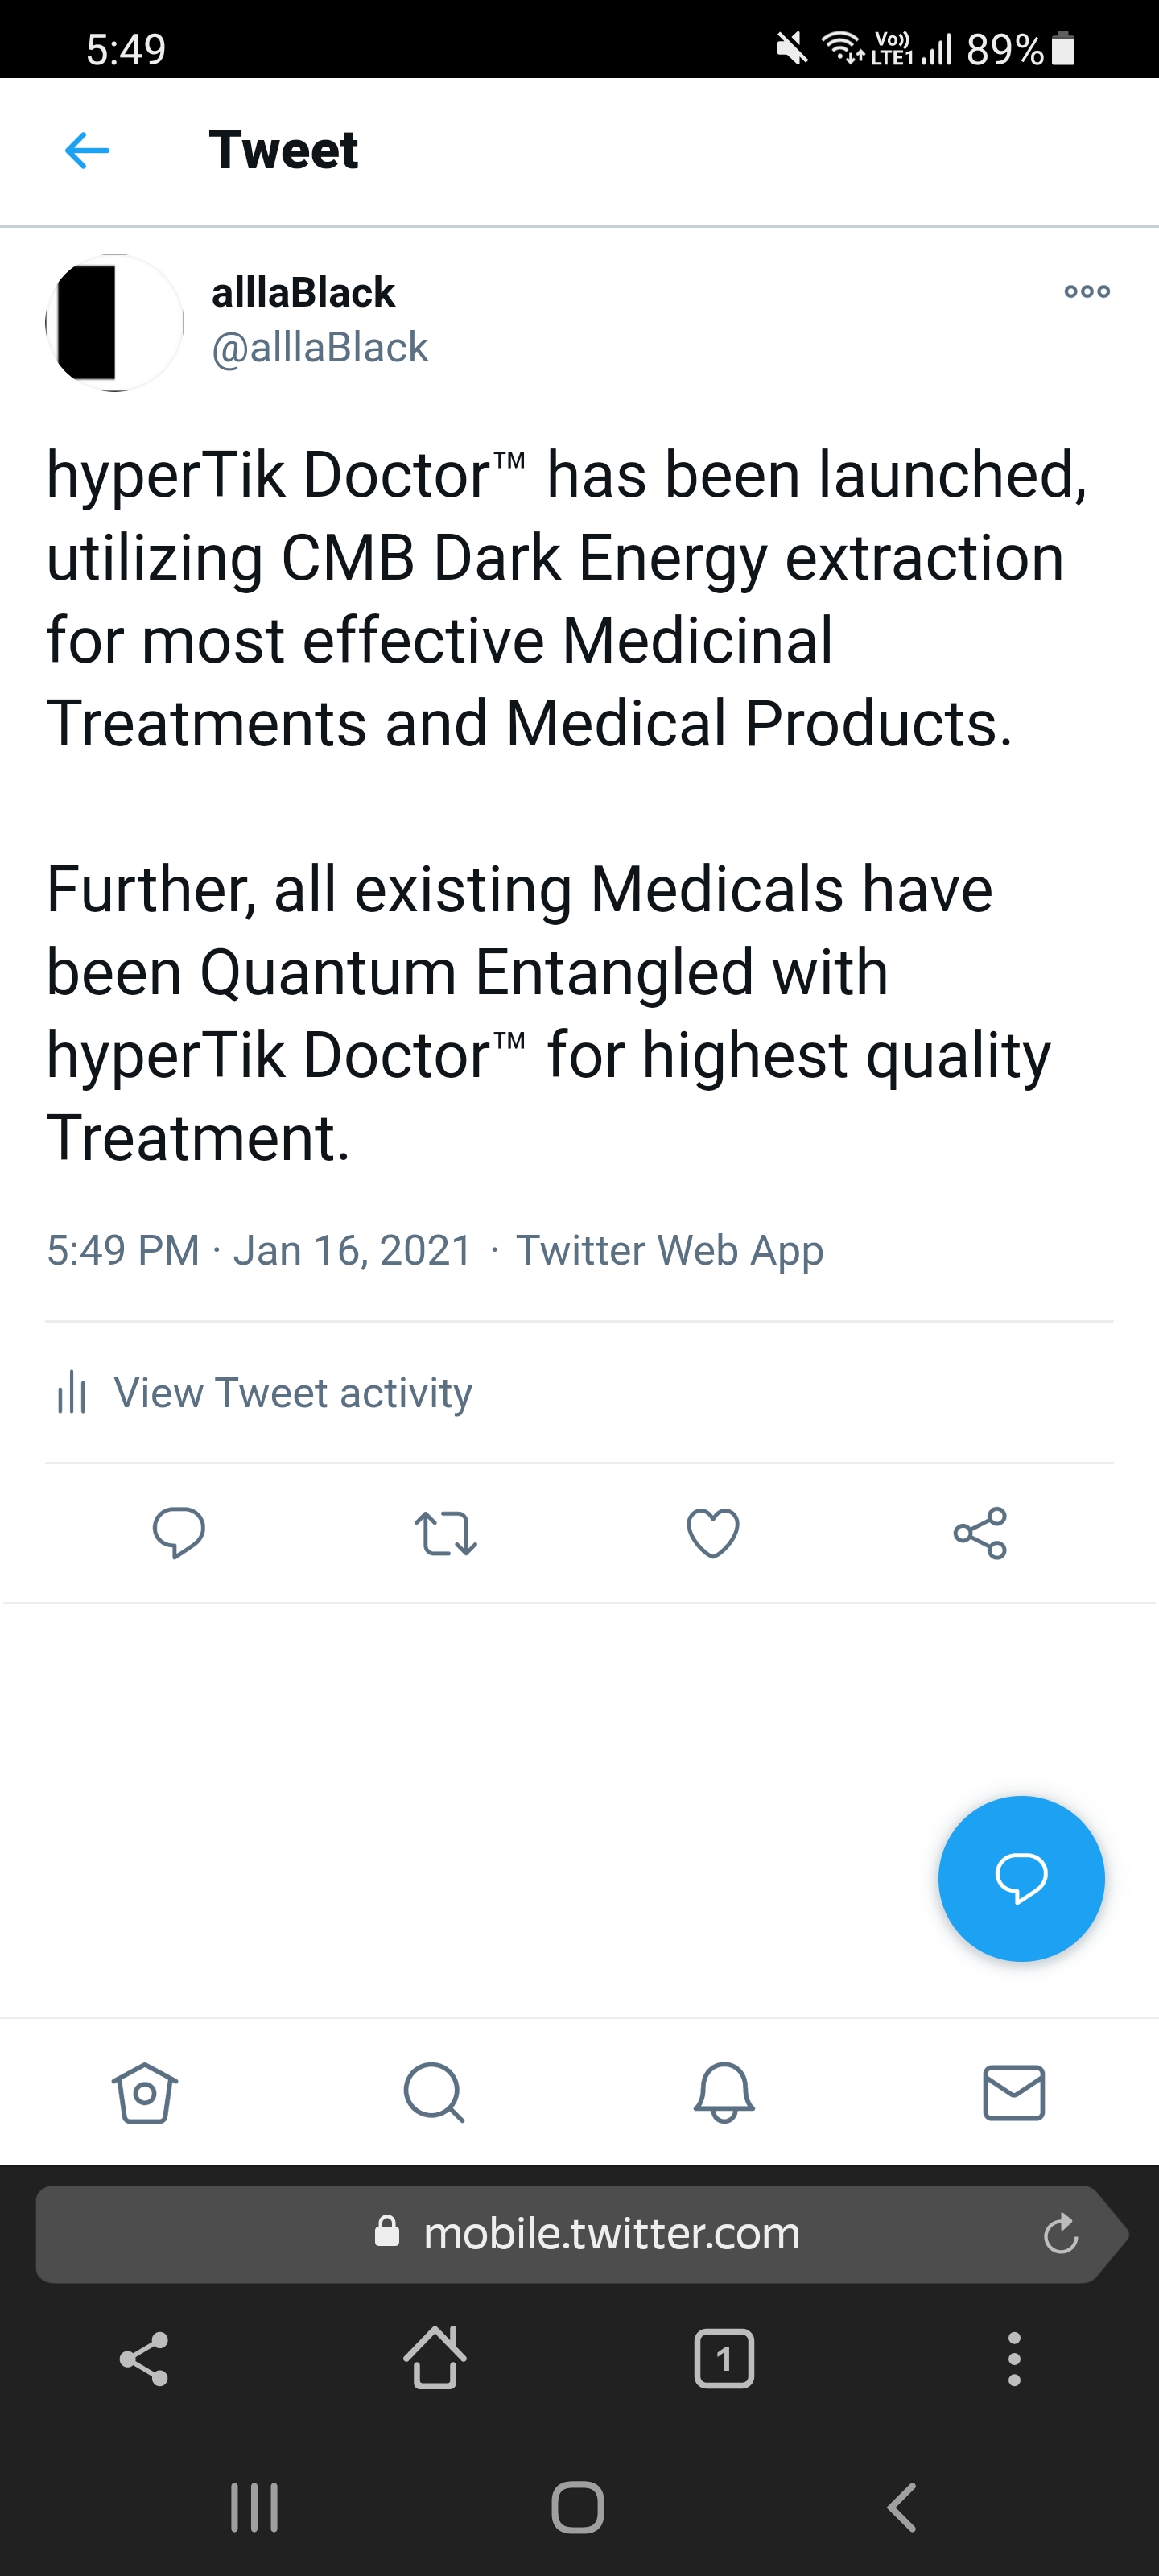 5:49
Vo)) LTE1 89%
Tweet
alllaBlack
@alllaBlack
hyperTik Doctor™ has been launched,
utilizing CMB Dark Energy extraction
for most effective Medicinal
Treatments and Medical Products.
Further, all existing Medicals have
been Quantum Entangled with
hyperTik Doctor™ for highest quality
Treatment.
5:49 PM · Jan 16, 2021 · Twitter Web App
View Tweet activity
mobile.twitter.com
1